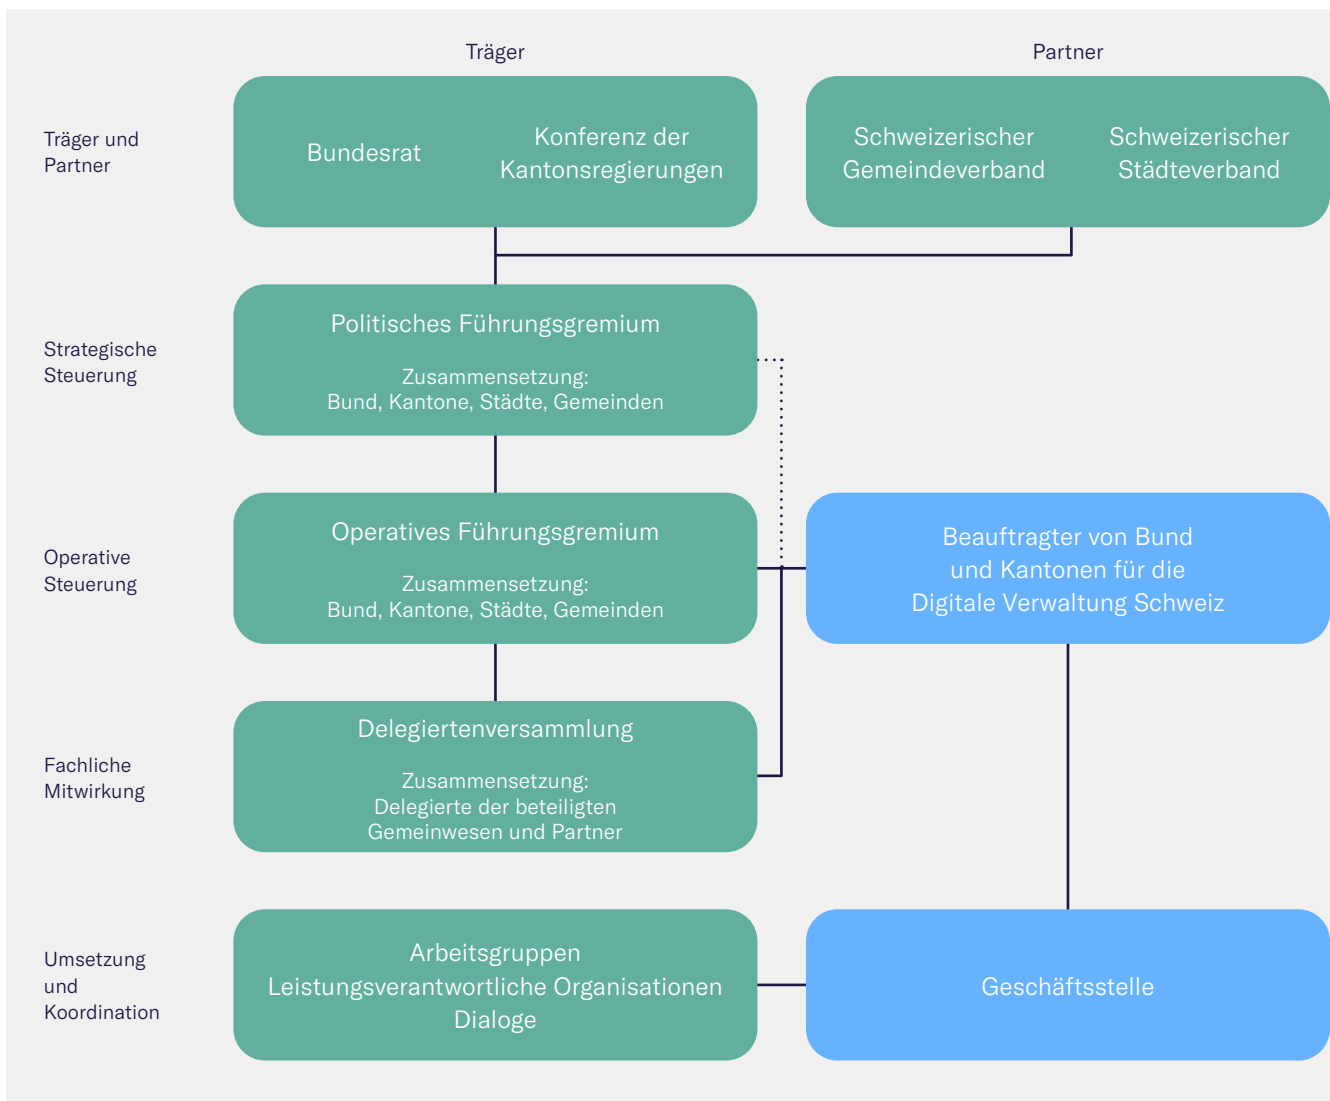 Träger
Partner
Träger und
Partner
Bundesrat
Konferenz der
Kantonsregierungen
Schweizerischer
Gemeindeverband
Schweizerischer
Städteverband
Strategische
Steuerung
Politisches Führungsgremium
Zusammensetzung:
Bund, Kantone, Städte, Gemeinden
Operative
Steuerung
Operatives Führungsgremium
Zusammensetzung:
Bund, Kantone, Städte, Gemeinden
Beauftragter von Bund
und Kantonen für die
Digitale Verwaltung Schweiz
Fachliche
Mitwirkung
Delegiertenversammlung
Zusammensetzung:
Delegierte der beteiligten
Gemeinwesen und Partner
Umsetzung
und
Koordination
Arbeitsgruppen
Leistungsverantwortliche Organisationen
Dialoge
Geschäftsstelle